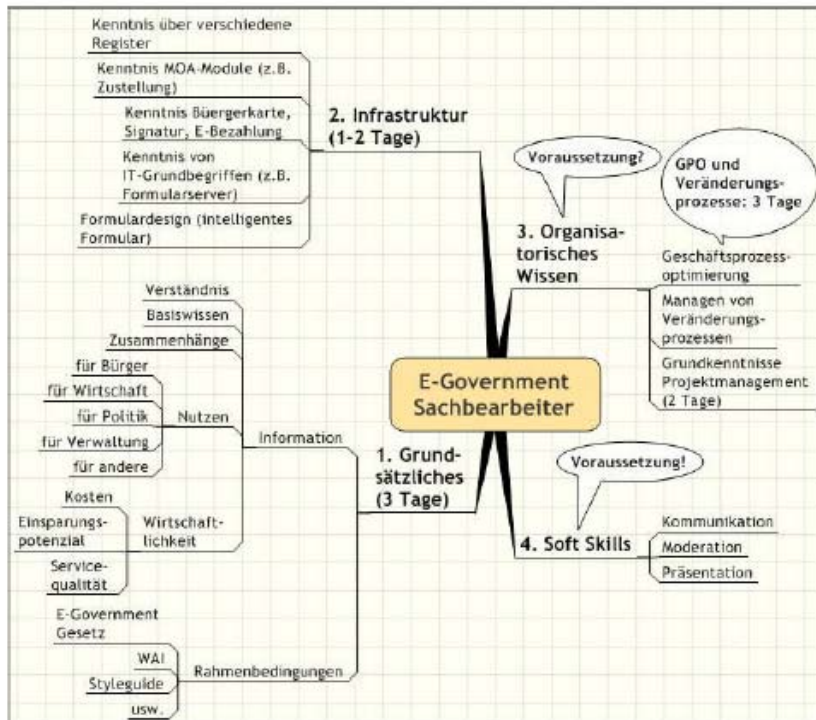 Kenntnis über verschiedene
Register
Kenntnis MOA-Module (z.B.
Zustellung)
Kenntnis Büergerkarte,
Signatur, E-Bezahlung
Kenntnis von
IT-Grundbegriffen (z.B.
Formularserver)
Formulardesign (intelligentes
Formular)
2. Infrastruktur
(1-2 Tage)
Voraussetzung?
GPO und
Veränderungs-
prozesse: 3 Tage
3. Organisa-
torisches
Wissen
Geschäftsprozess-
optimierung
Managen von
Veränderungs-
prozessen
Grundkenntnisse
Projektmanagement
(2 Tage)
E-Government
Sachbearbeiter
Verständnis
Basiswissen
Zusammenhänge
für Bürger
für Wirtschaft
für Politik
für Verwaltung
für andere
Nutzen
Information
Kosten
Einsparungs-
potenzial
Service-
qualität
Wirtschaft-
lichkeit
1. Grund-
sätzliches
(3 Tage)
E-Government
Gesetz
WAI
Styleguide
usw.
Rahmenbedingungen
Voraussetzung!
4. Soft Skills
Kommunikation
Moderation
Präsentation